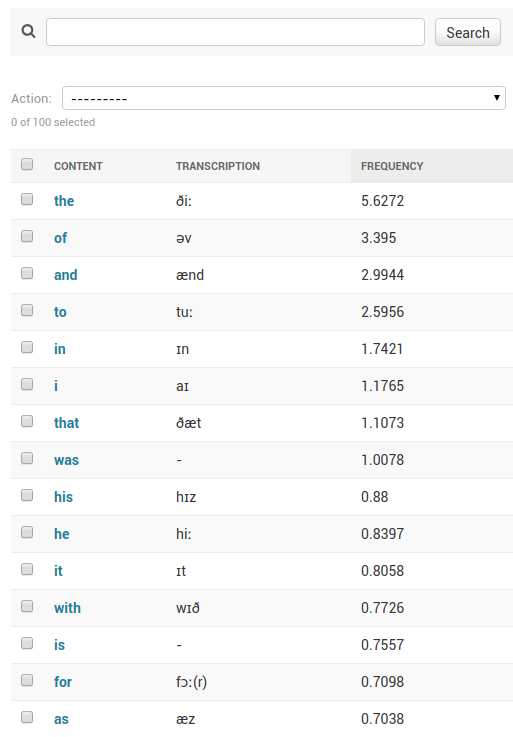 Search
Action: ---------
0 of 100 selected
CONTENT TRANSCRIPTION FREQUENCY
the ðiː 5.6272
of əv 3.395
and ænd 2.9944
to tuː 2.5956
in ɪn 1.7421
i aɪ 1.1765
that ðæt 1.1073
was - 1.0078
his hɪz 0.88
he hiː 0.8397
it ɪt 0.8058
with wɪð 0.7726
is - 0.7557
for fɔː(r) 0.7098
as æz 0.7038